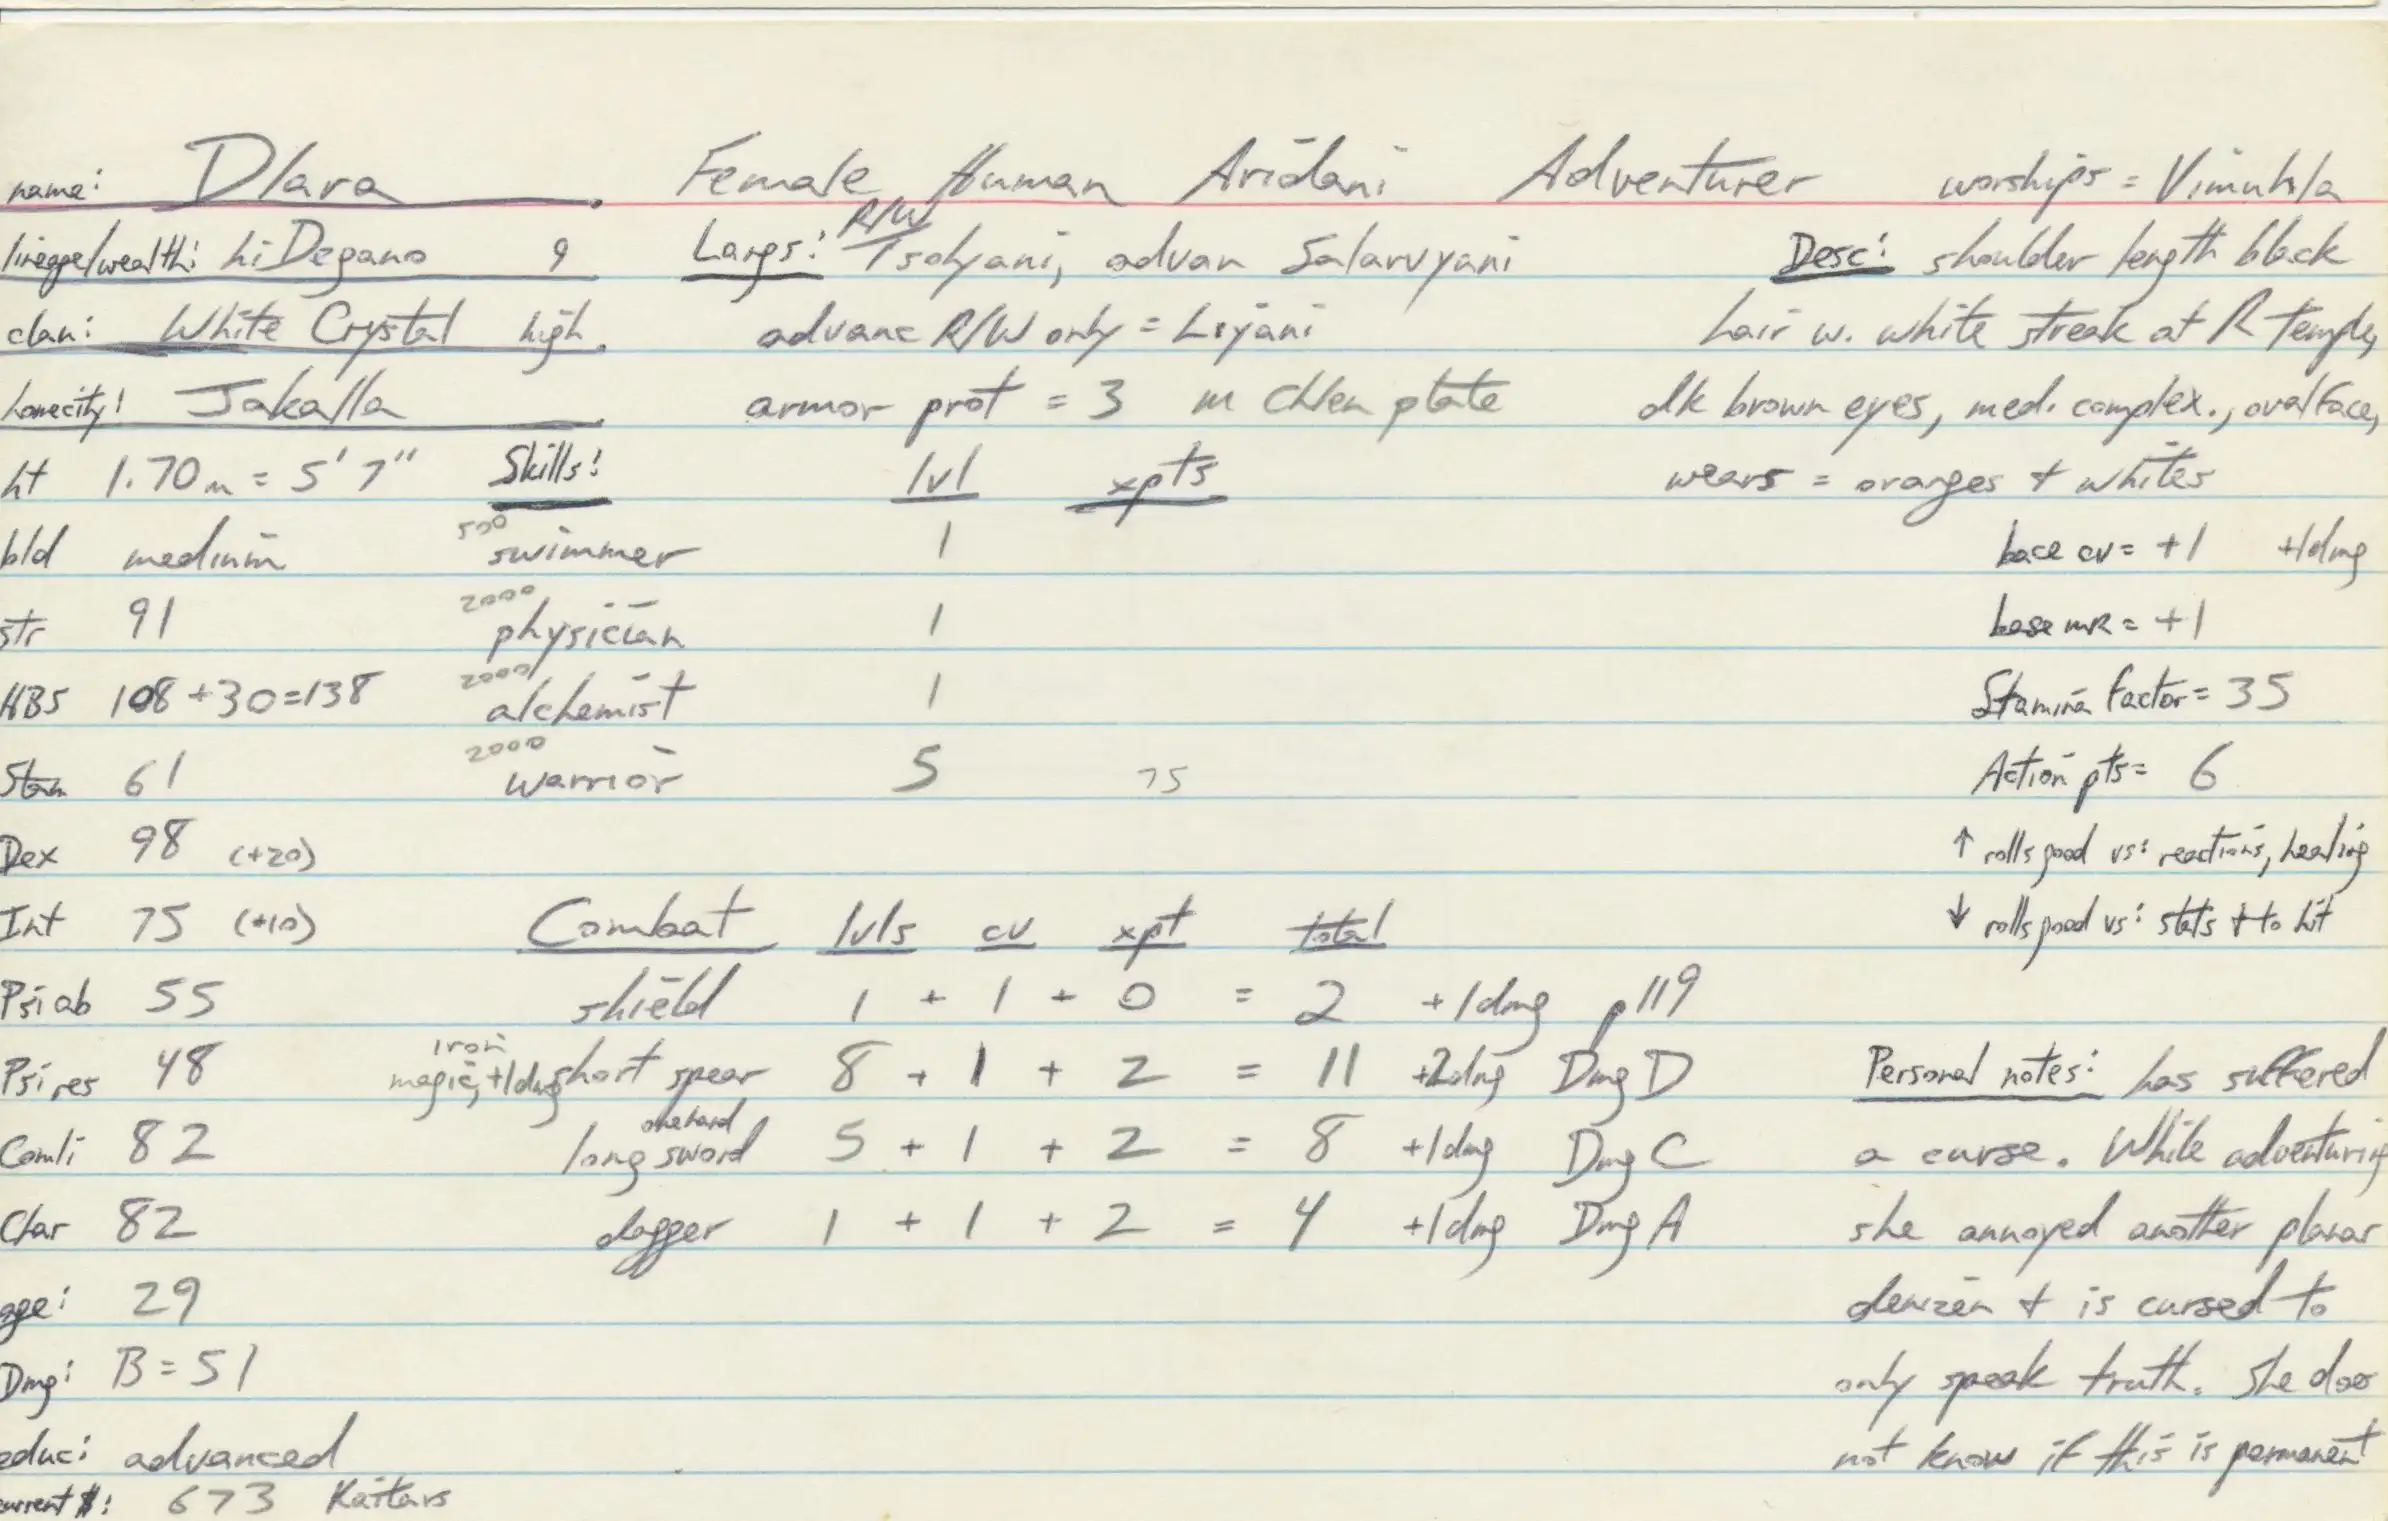 name: Dlara Female Human Aridani Adventurer worships = Vimuhla
lineage/wealth: hiDegano 9 Langs: R/W Tsolyani, advan Salarvyani Desc: shoulder length black
clan: White Crystal high advanc R/W only = Llyani hair w. white streak at R temple,
homecity: Jakalla armor prot = 3 m Chlen plate dk brown eyes, med. complex., oval face,
ht 1.70m = 5' 7" Skills: lvl xpts wears = oranges + whites
bld medium 500 swimmer 1 base cv = +1 +1dmg
str 91 2000 physician 1 base mr = +1
HBS 108 + 30 = 138 2000 alchemist 1 Stamina factor = 35
Stam 61 2000 warrior 5 75 Action pts = 6
Dex 98 (+20) ↑ rolls good vs: reactions, healing
Int 75 (+10) Combat lvls cv xpt total ↓ rolls good vs: stats + to hit
Psi ab 55 shield 1 + 1 + 0 = 2 +1dmg p119
Psi res 48 iron magic, +1dmg short spear 8 + 1 + 2 = 11 +2dmg Dmg D Personal notes: has suffered
Comli 82 onehand long sword 5 + 1 + 2 = 8 +1dmg Dmg C a curse. While adventuring
Char 82 dagger 1 + 1 + 2 = 4 +1dmg Dmg A she annoyed another planar
age: 29 denizen + is cursed to
Dmg: B = 51 only speak truth. She does
educ: advanced not know if this is permanent
current $: 673 Kaitars